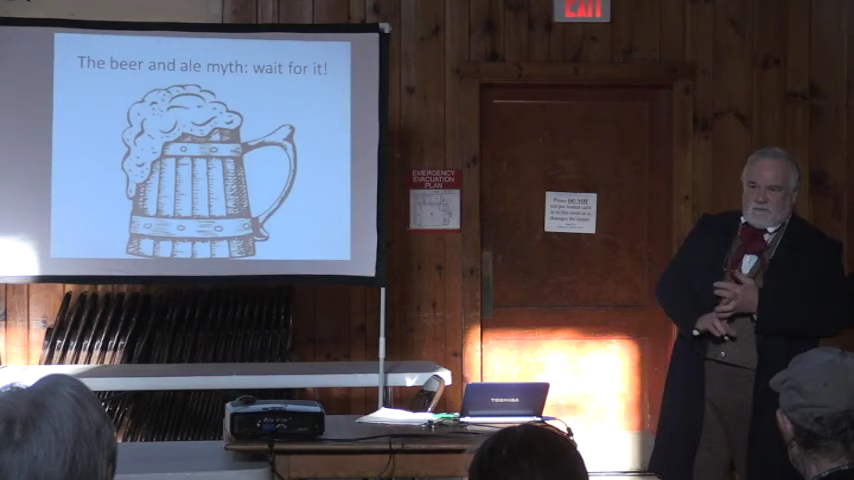 The beer and ale myth: wait for it!
EXIT
EMERGENCY
EVACUATION
PLAN
Please DO NOT
TOSHIBA